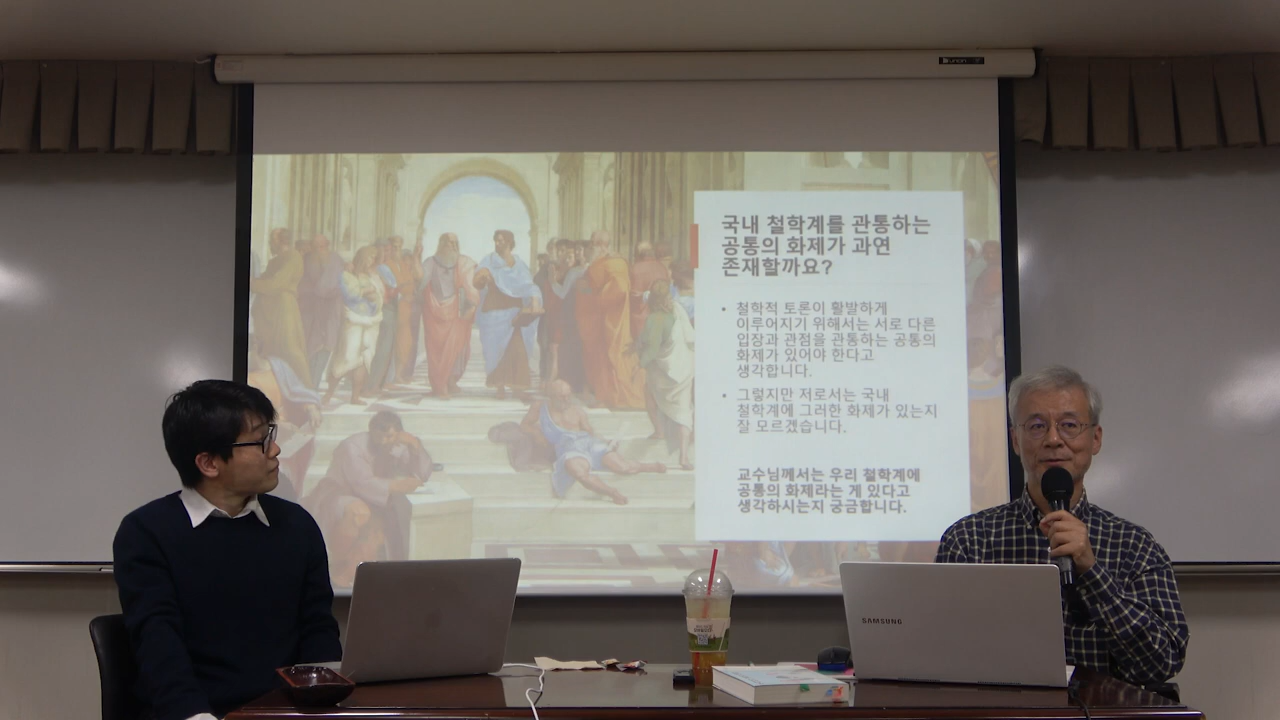 국내 철학계를 관통하는
공통의 화제가 과연
존재할까요?
• 철학적 토론이 활발하게
이루어지기 위해서는 서로 다른
입장과 관점을 관통하는 공통의
화제가 있어야 한다고
생각합니다.
• 그렇지만 저로서는 국내
철학계에 그러한 화제가 있는지
잘 모르겠습니다.
교수님께서는 우리 철학계에
공통의 화제라는 게 있다고
생각하시는지 궁금합니다.
SAMSUNG